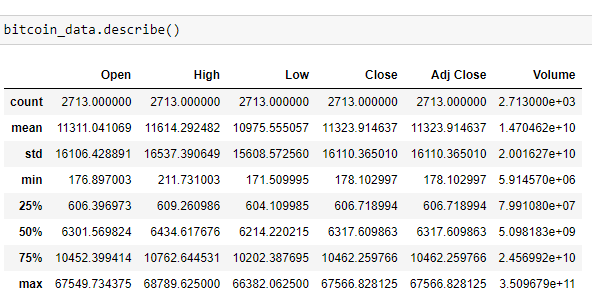 bitcoin_data.describe()
Open High Low Close Adj Close Volume
count 2713.000000 2713.000000 2713.000000 2713.000000 2713.000000 2.713000e+03
mean 11311.041069 11614.292482 10975.555057 11323.914637 11323.914637 1.470462e+10
std 16106.428891 16537.390649 15608.572560 16110.365010 16110.365010 2.001627e+10
min 176.897003 211.731003 171.509995 178.102997 178.102997 5.914570e+06
25% 606.396973 609.260986 604.109985 606.718994 606.718994 7.991080e+07
50% 6301.569824 6434.617676 6214.220215 6317.609863 6317.609863 5.098183e+09
75% 10452.399414 10762.644531 10202.387695 10462.259766 10462.259766 2.456992e+10
max 67549.734375 68789.625000 66382.062500 67566.828125 67566.828125 3.509679e+11